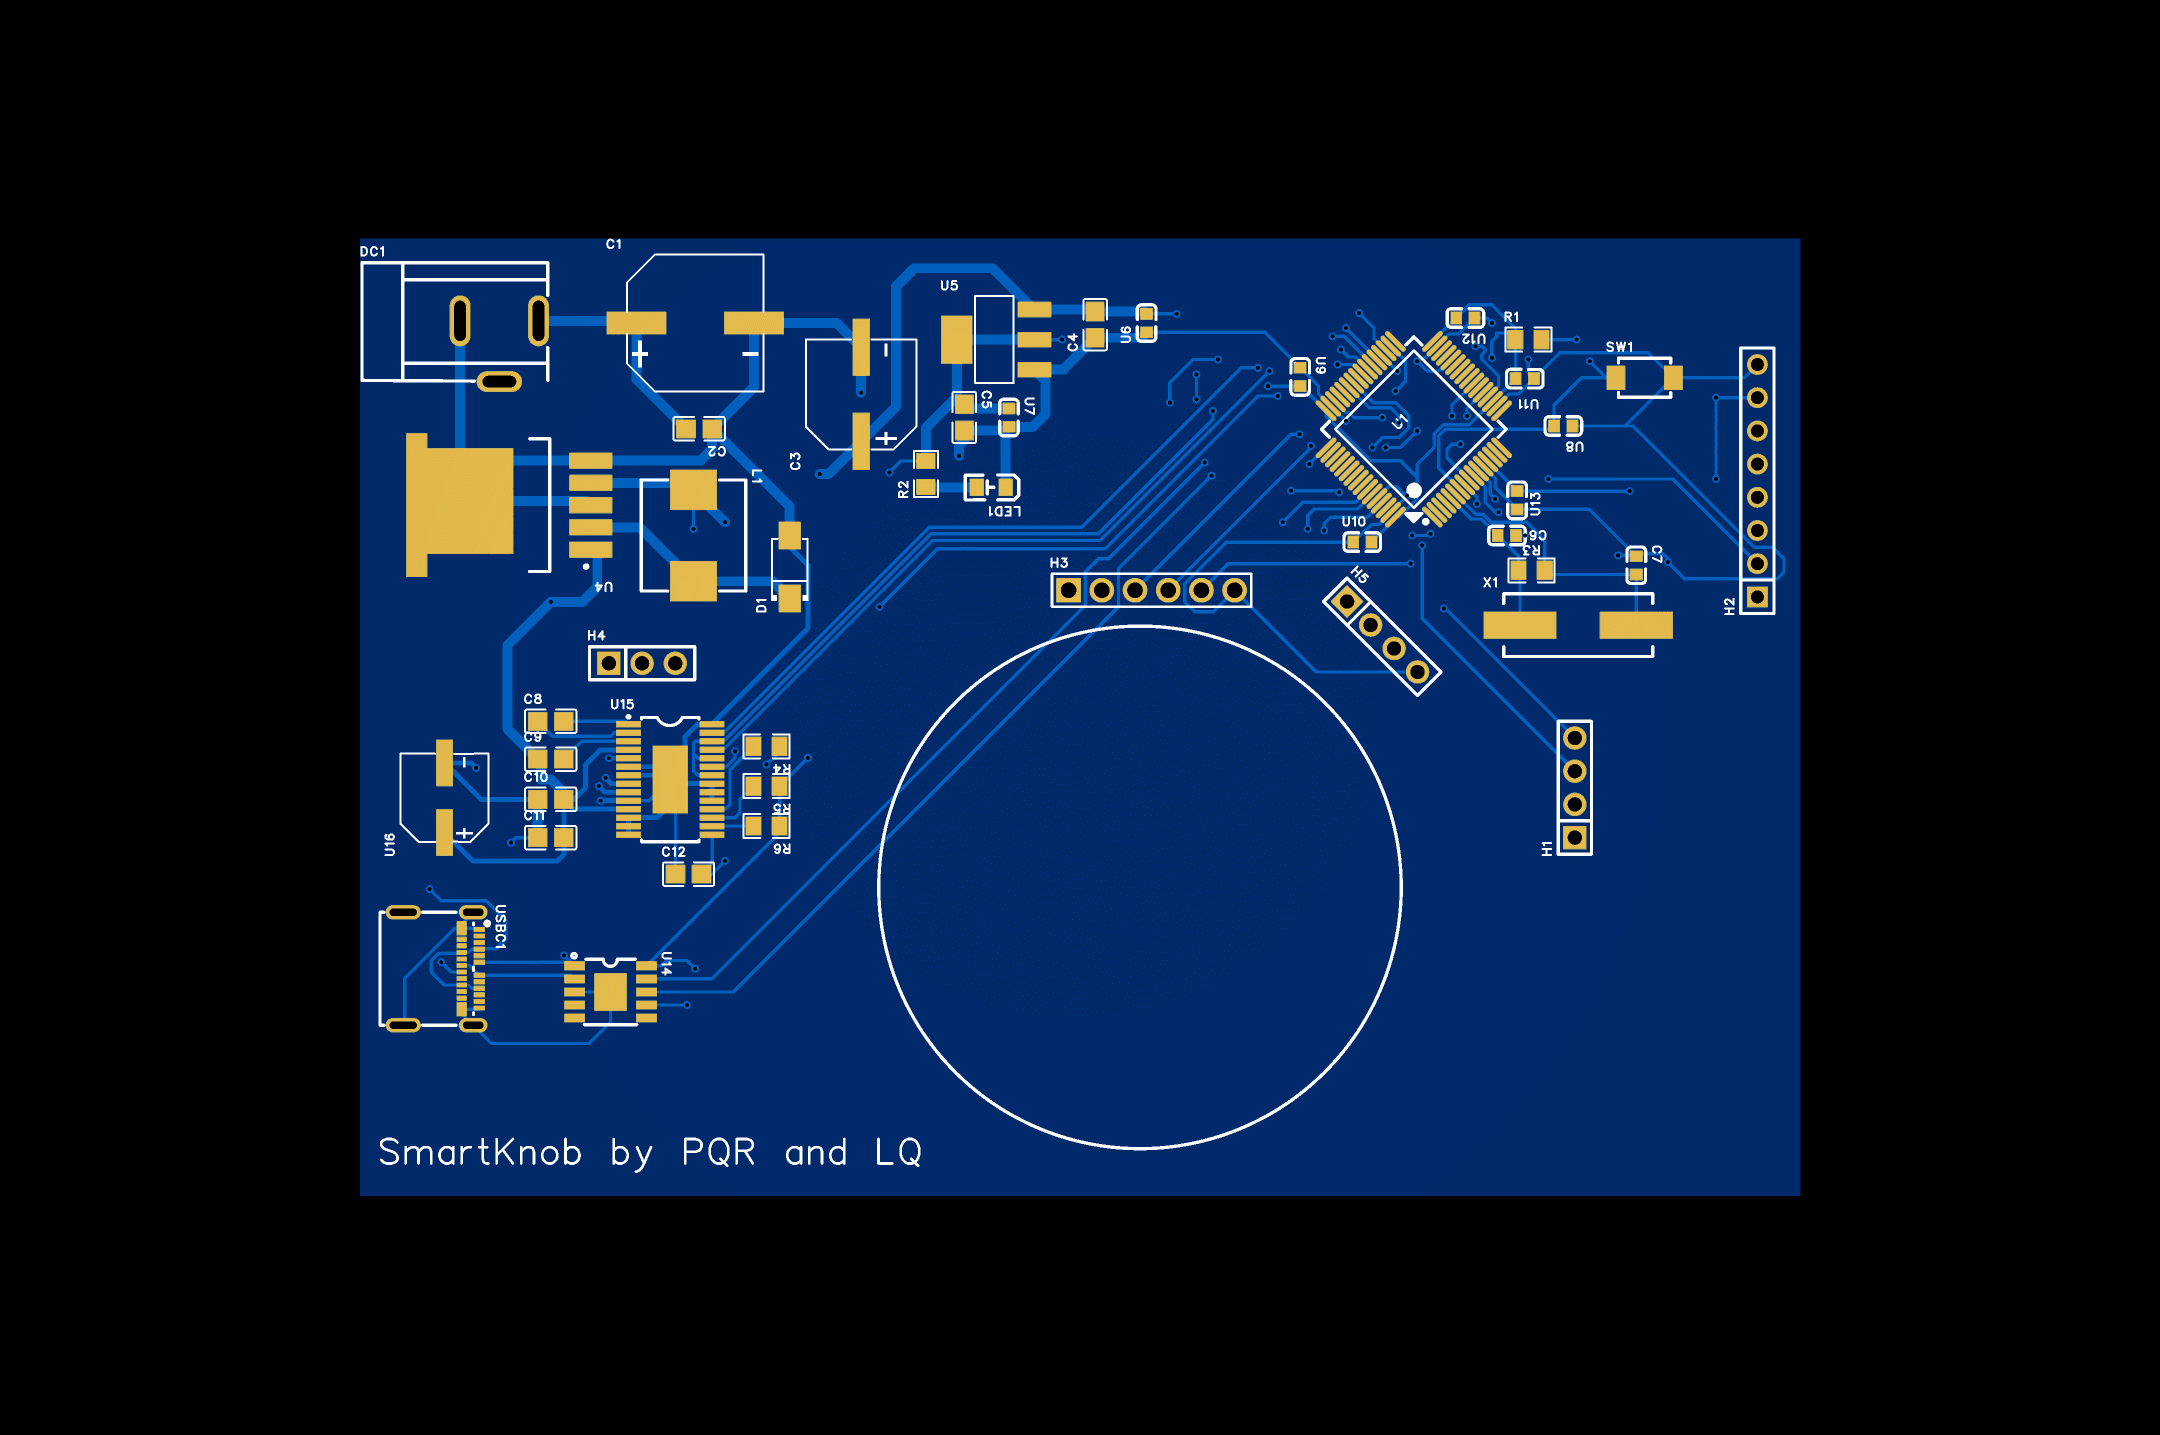 DC1
C1
U5
C4
U6
U9
U12
R1
SW1
U11
C5
U7
C2
C3
U8
L1
R2
LED1
U13
U10
C6
R3
C7
U4
D1
H3
H5
X1
H2
H4
C8
U15
C9
R4
C10
R5
C11
U16
R6
C12
H1
USBC1
U14
SmartKnob by PQR and LQ